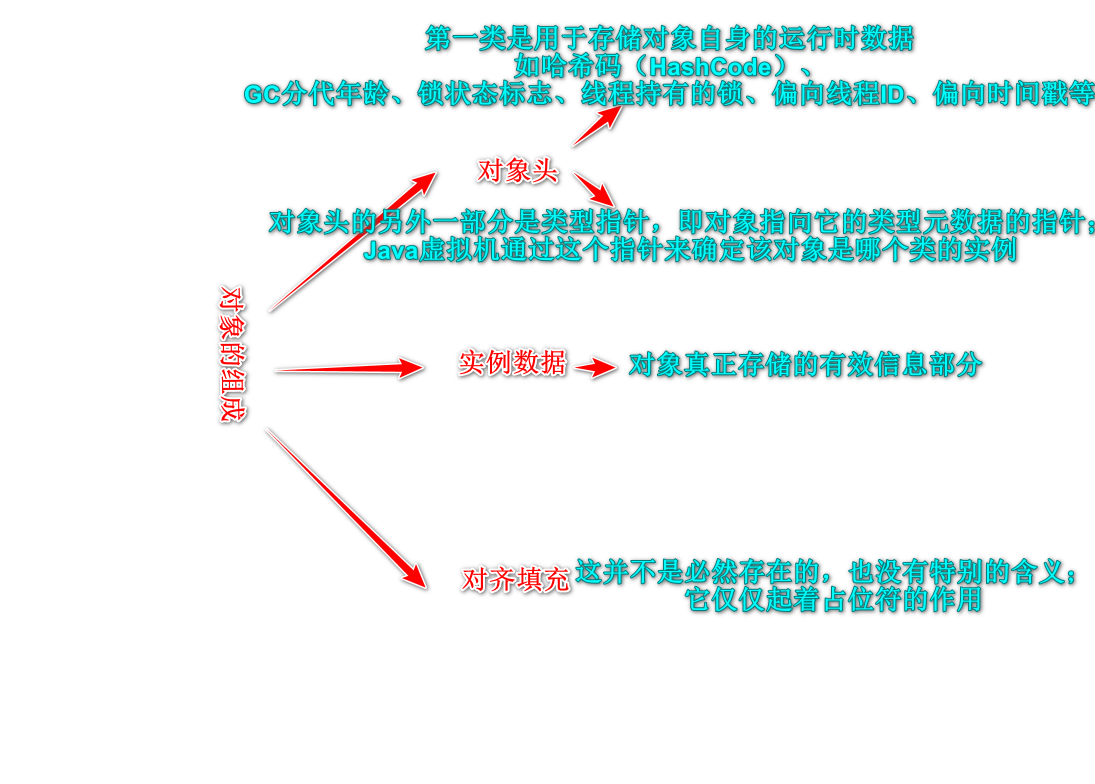 第一类是用于存储对象自身的运行时数据
如哈希码（HashCode）、
GC分代年龄、锁状态标志、线程持有的锁、偏向线程ID、偏向时间戳等
对象头
对象头的另外一部分是类型指针，即对象指向它的类型元数据的指针；
Java虚拟机通过这个指针来确定该对象是哪个类的实例
对象的组成
实例数据
对象真正存储的有效信息部分
对齐填充
这并不是必然存在的，也没有特别的含义；
它仅仅起着占位符的作用